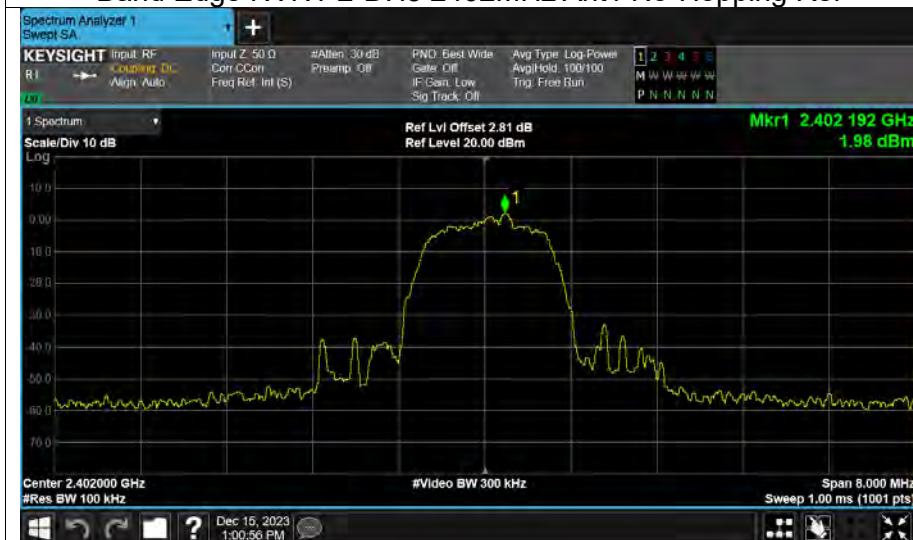 Spectrum Analyzer 1
Swept SA
+
KEYSIGHT Input: RF
Coupling: DC
Align: Auto
Input Z: 50 Ω
Corr CCorr
Freq Ref: Int (S)
#Atten: 30 dB
Preamp: Off
PNO: Best Wide
Gate: Off
IF Gain: Low
Sig Track: Off
Avg Type: Log-Power
Avg|Hold: 100/100
Trig: Free Run
1 2 3 4 5 6
M W W W W W
P N N N N N
1 Spectrum
Scale/Div 10 dB
Log
Ref Lvl Offset 2.81 dB
Ref Level 20.00 dBm
Mkr1 2.402 192 GHz
1.98 dBm
1
10.0
0.00
-10.0
-20.0
-30.0
-40.0
-50.0
-60.0
-70.0
Center 2.402000 GHz
#Res BW 100 kHz
#Video BW 300 kHz
Span 8.000 MHz
Sweep 1.00 ms (1001 pts)
?
Dec 15, 2023
1:00:56 PM